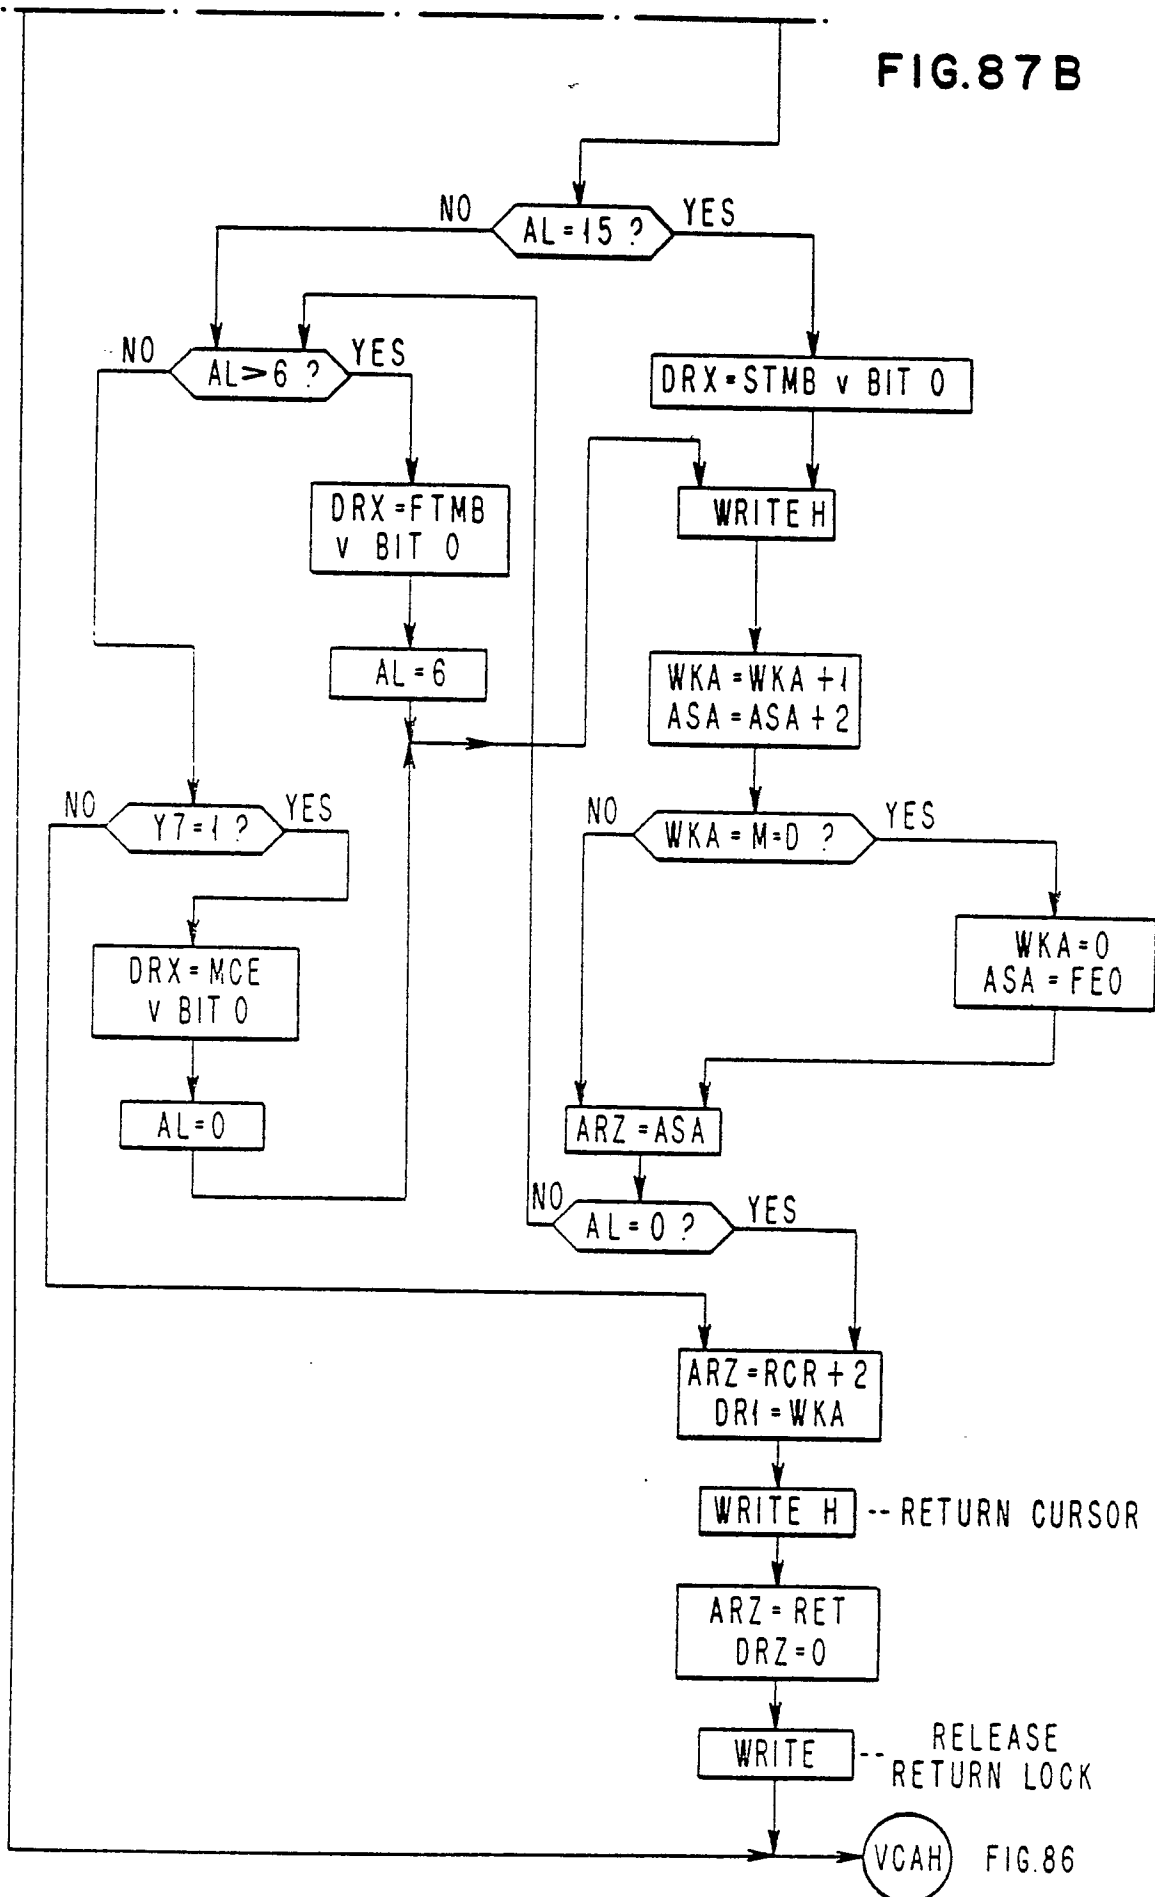 FIG.87B
NO
AL=15 ?
YES
NO
AL>6 ?
YES
DRX=STMB v BIT 0
DRX=FTMB
v BIT 0
WRITE H
AL=6
WKA=WKA+1
ASA=ASA+2
NO
Y7=1 ?
YES
NO
WKA=M=D ?
YES
DRX=MCE
v BIT 0
WKA=0
ASA=FE0
AL=0
ARZ=ASA
NO
AL=0 ?
YES
ARZ=RCR+2
DR1=WKA
WRITE H --RETURN CURSOR
ARZ=RET
DRZ=0
WRITE -- RELEASE
RETURN LOCK
VCAH FIG.86